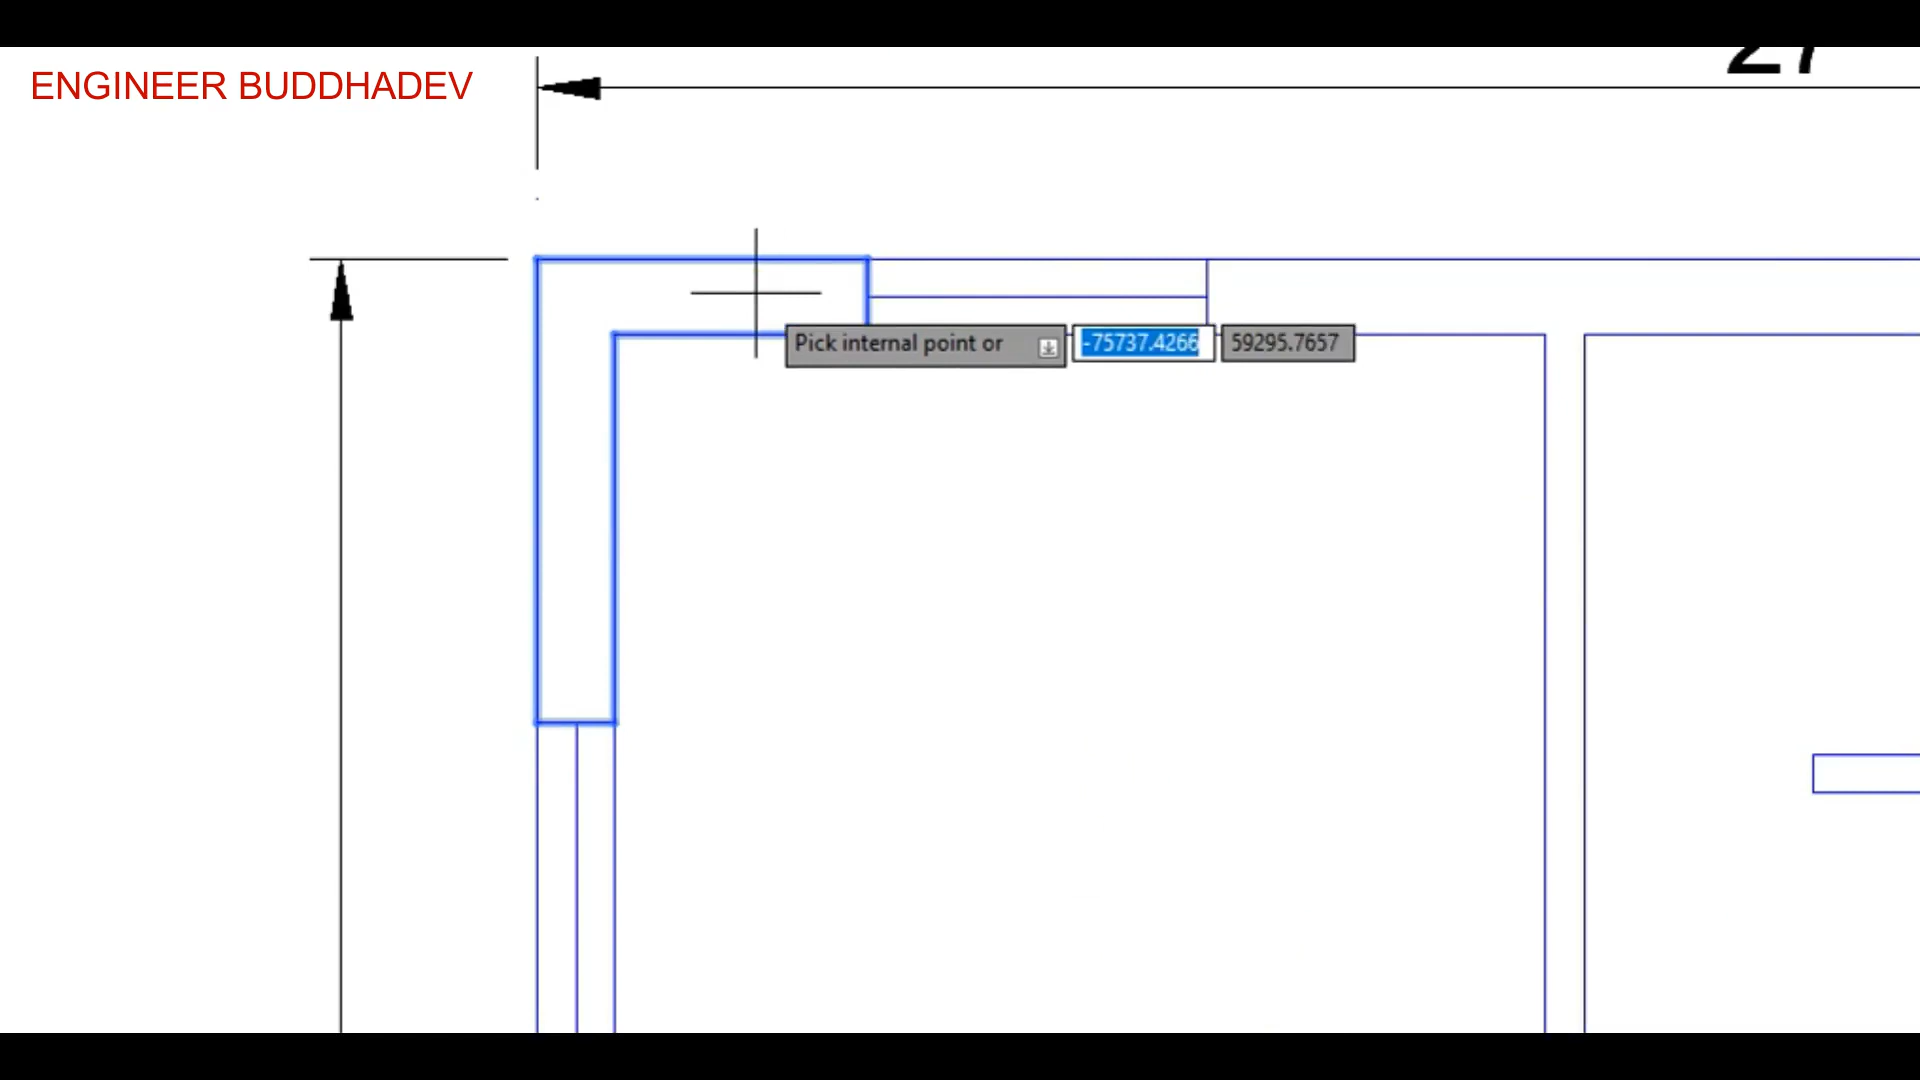 ENGINEER BUDDHADEV
Pick internal point or -75737.4266 59295.7657